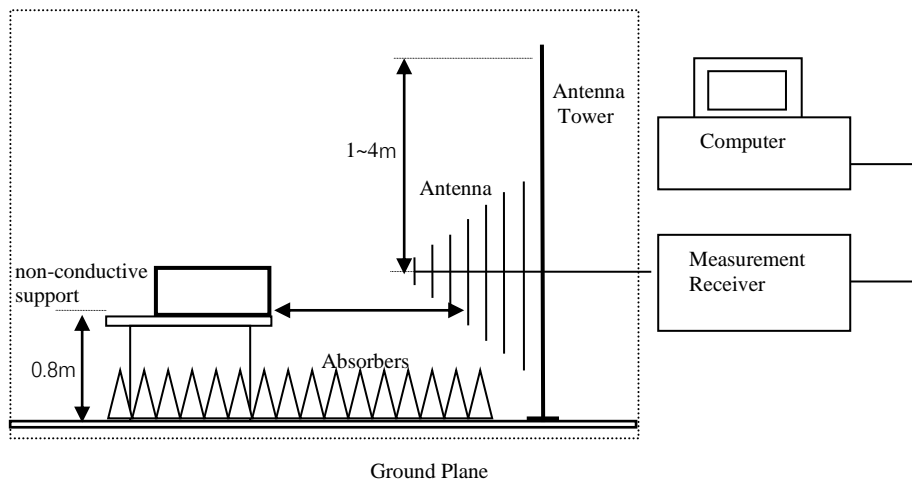 Antenna
Tower
1~4m
Computer
Antenna
non-conductive
support
Measurement
Receiver
0.8m
Absorbers
Ground Plane